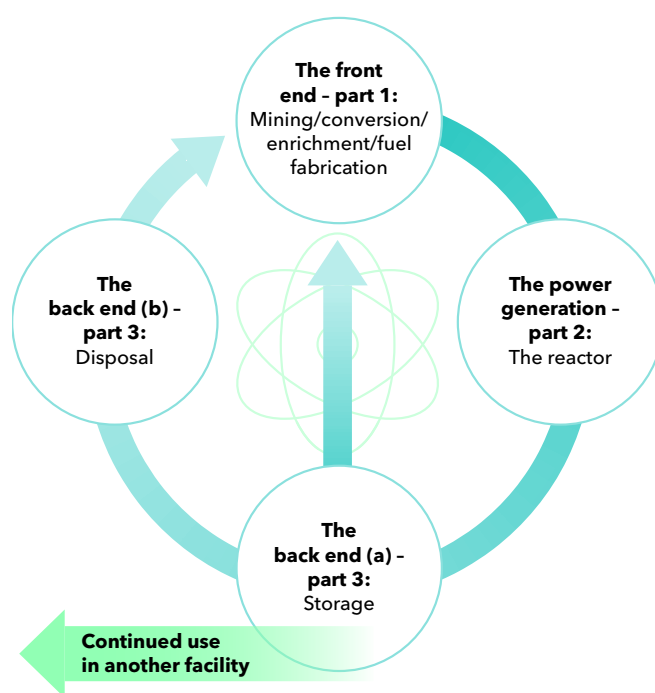 The front
end – part 1:
Mining/conversion/
enrichment/fuel
fabrication
The
back end (b) –
part 3:
Disposal
The power
generation –
part 2:
The reactor
The
back end (a) –
part 3:
Storage
Continued use
in another facility